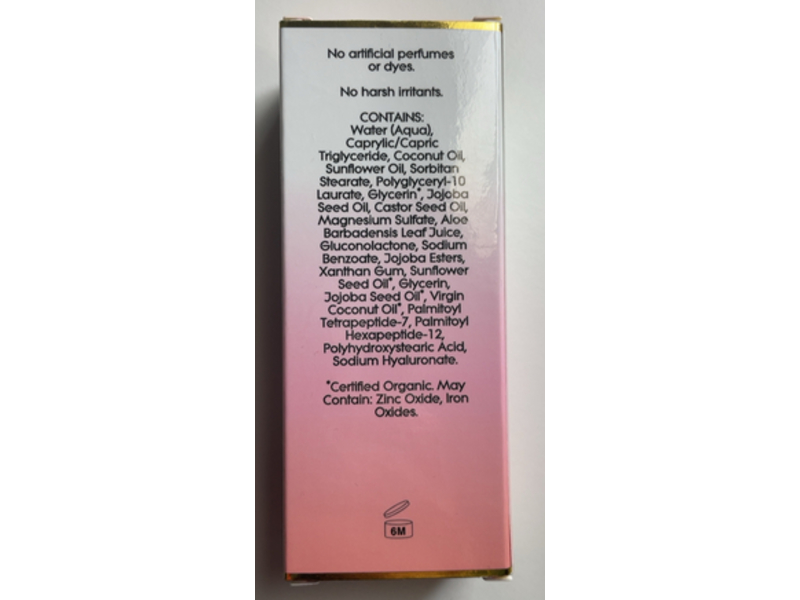 No artificial perfumes
or dyes.
No harsh irritants.
CONTAINS:
Water (Aqua),
Caprylic/Capric
Triglyceride, Coconut Oil,
Sunflower Oil, Sorbitan
Stearate, Polyglyceryl-10
Laurate, Glycerin*, Jojoba
Seed Oil, Castor Seed Oil,
Magnesium Sulfate, Aloe
Barbadensis Leaf Juice,
Gluconolactone, Sodium
Benzoate, Jojoba Esters,
Xanthan Gum, Sunflower
Seed Oil*, Glycerin,
Jojoba Seed Oil*, Virgin
Coconut Oil*, Palmitoyl
Tetrapeptide-7, Palmitoyl
Hexapeptide-12,
Polyhydroxystearic Acid,
Sodium Hyaluronate.
*Certified Organic. May
Contain: Zinc Oxide, Iron
Oxides.
6M